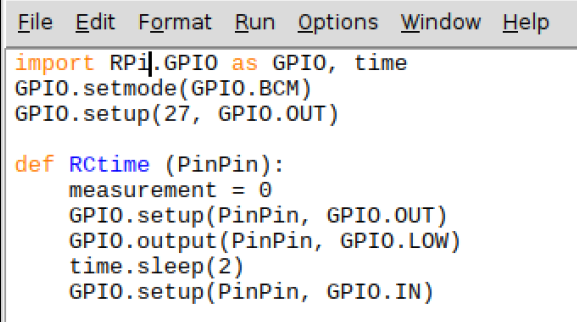 File Edit Format Run Options Window Help
import RPi.GPIO as GPIO, time
GPIO.setmode(GPIO.BCM)
GPIO.setup(27, GPIO.OUT)
def RCtime (PinPin):
    measurement = 0
    GPIO.setup(PinPin, GPIO.OUT)
    GPIO.output(PinPin, GPIO.LOW)
    time.sleep(2)
    GPIO.setup(PinPin, GPIO.IN)